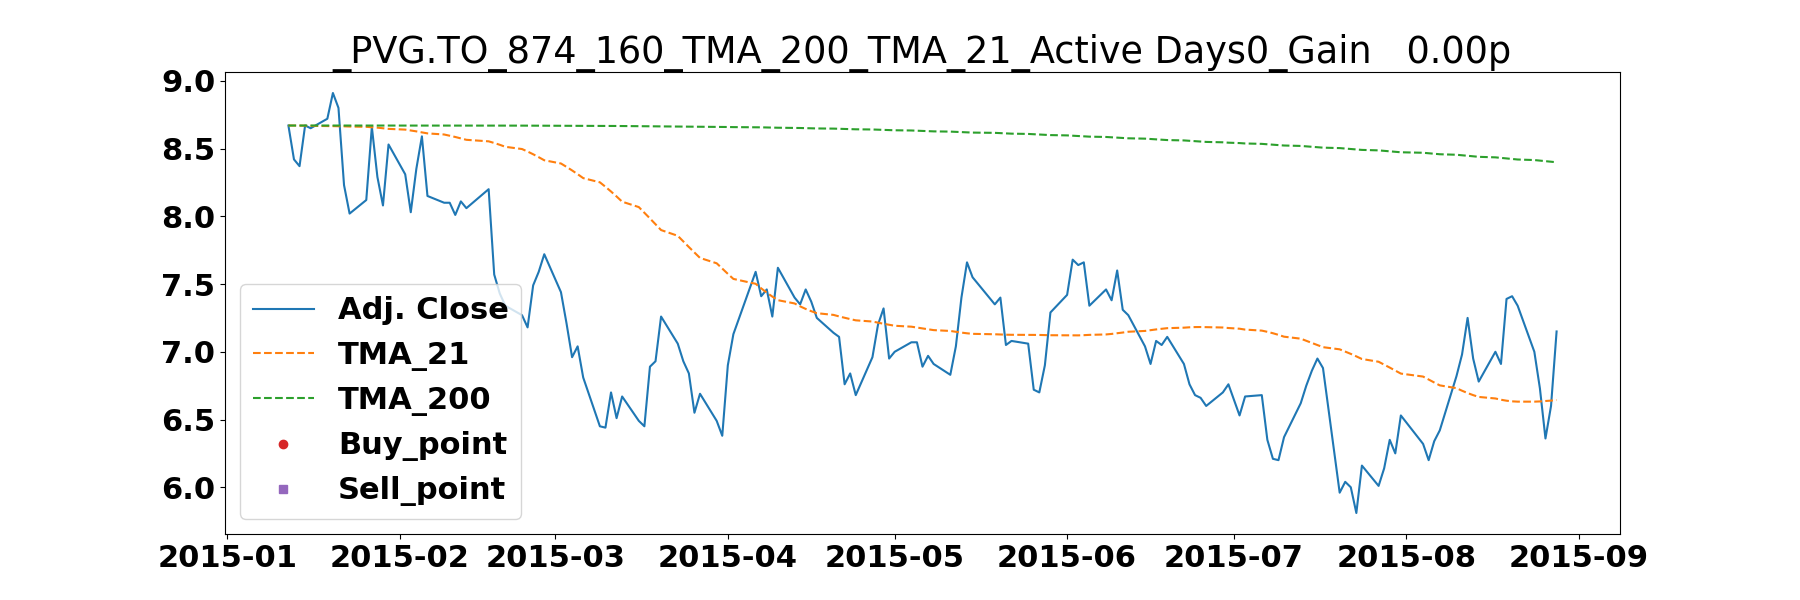 _PVG.TO_874_160_TMA_200_TMA_21_Active Days0_Gain   0.00p
9.0
8.5
8.0
7.5
7.0
6.5
6.0
Adj. Close
TMA_21
TMA_200
Buy_point
Sell_point
2015-01 2015-02 2015-03 2015-04 2015-05 2015-06 2015-07 2015-08 2015-09